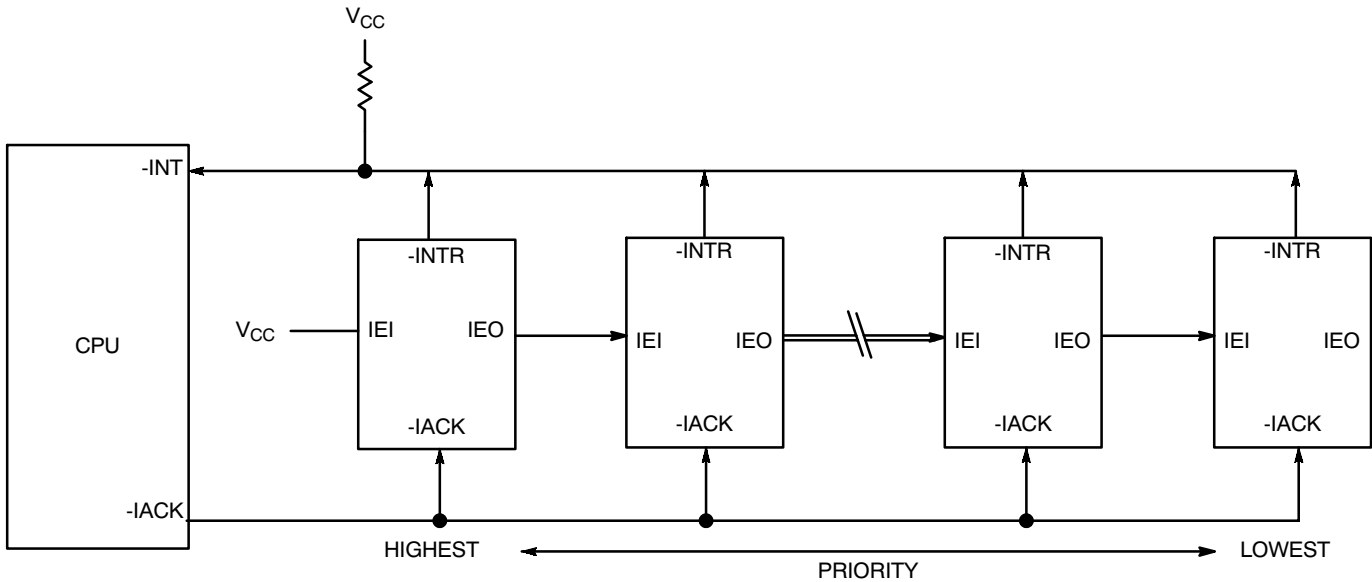 VCC
-INT
-INTR
-INTR
-INTR
-INTR
VCC
IEI
IEO
IEI
IEO
IEI
IEO
IEI
IEO
CPU
-IACK
-IACK
-IACK
-IACK
-IACK
HIGHEST
LOWEST
PRIORITY